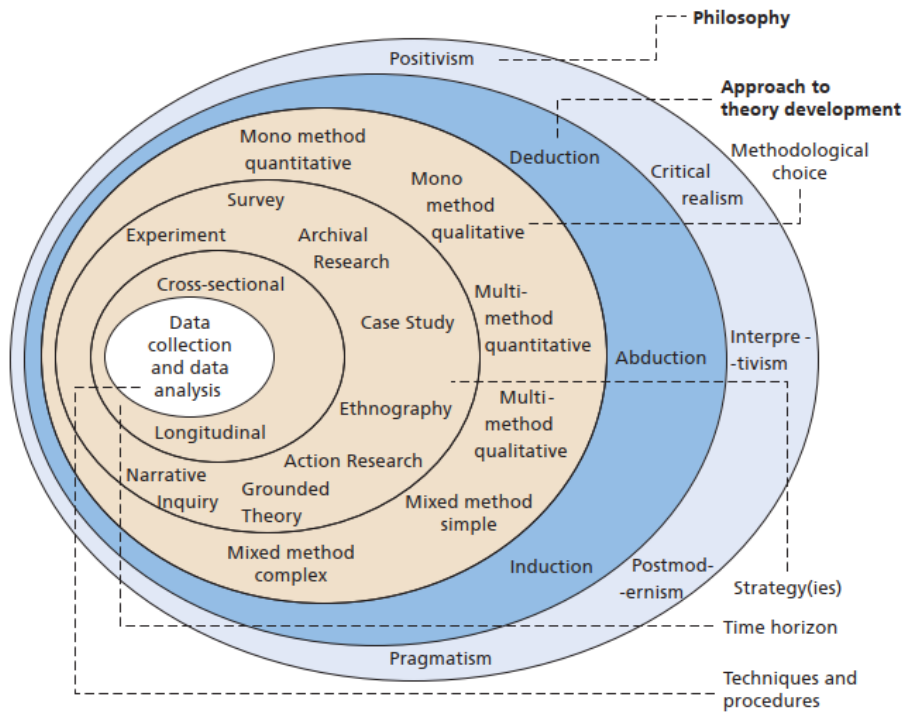 Philosophy
Positivism
Approach to
theory development
Mono method
quantitative
Deduction
Methodological
choice
Critical
realism
Mono
method
qualitative
Survey
Experiment
Archival
Research
Cross-sectional
Multi-
method
quantitative
Case Study
Data
collection
and data
analysis
Interpre -
-tivism
Abduction
Ethnography
Multi-
method
qualitative
Longitudinal
Action Research
Narrative
Inquiry
Grounded
Theory
Mixed method
simple
Mixed method
complex
Induction
Postmod-
-ernism
Strategy(ies)
Time horizon
Pragmatism
Techniques and
procedures